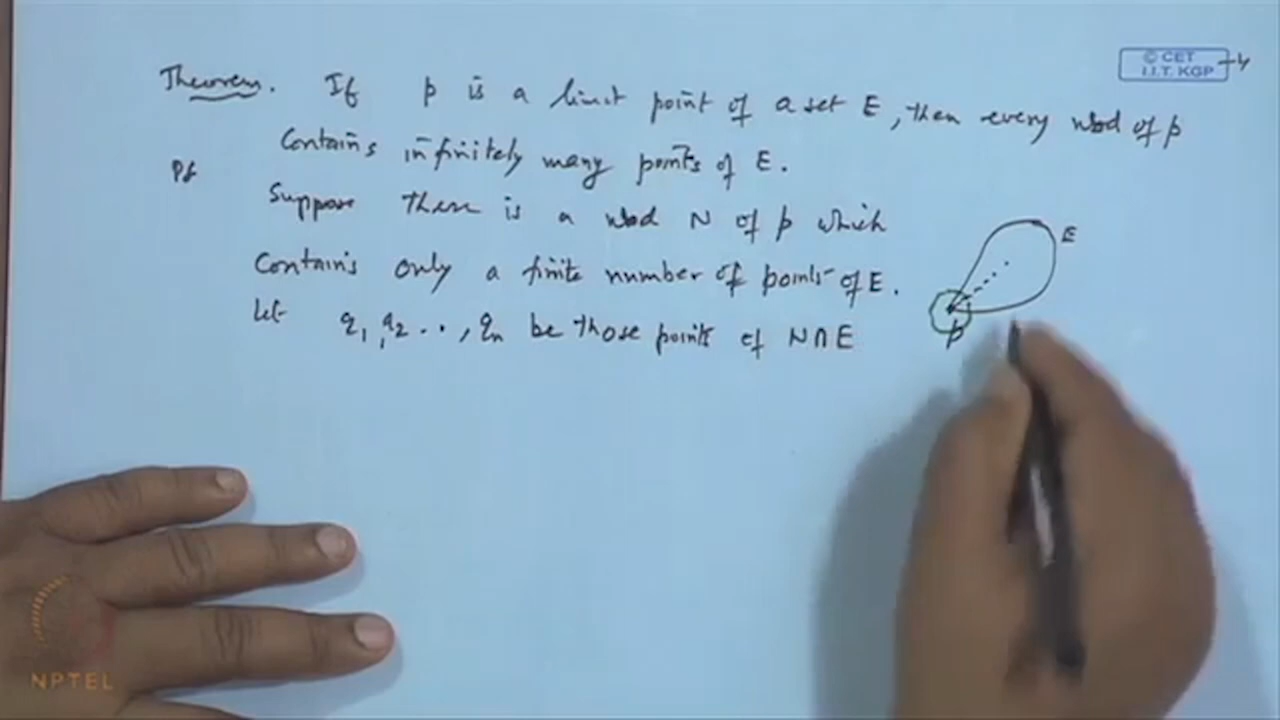 © CET
I.I.T. KGP
Theorem. If p is a limit point of a set E, then every nbd of p
Contains infinitely many points of E.
Pf
Suppose there is a nbd N of p which
Contains only a finite number of points of E.
E
let q1, q2 .., qn be those points of N∩E
p
NPTEL